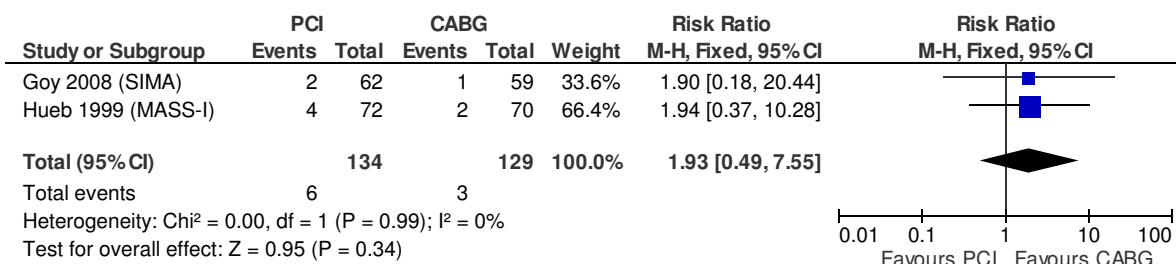 PCI CABG Risk Ratio Risk Ratio
Study or Subgroup Events Total Events Total Weight M-H, Fixed, 95% CI M-H, Fixed, 95% CI
Goy 2008 (SIMA) 2 62 1 59 33.6% 1.90 [0.18, 20.44]
Hueb 1999 (MASS-I) 4 72 2 70 66.4% 1.94 [0.37, 10.28]
Total (95% CI) 134 129 100.0% 1.93 [0.49, 7.55]
Total events 6 3
Heterogeneity: Chi² = 0.00, df = 1 (P = 0.99); I² = 0%
Test for overall effect: Z = 0.95 (P = 0.34)
0.01 0.1 1 10 100
Favours PCI Favours CABG